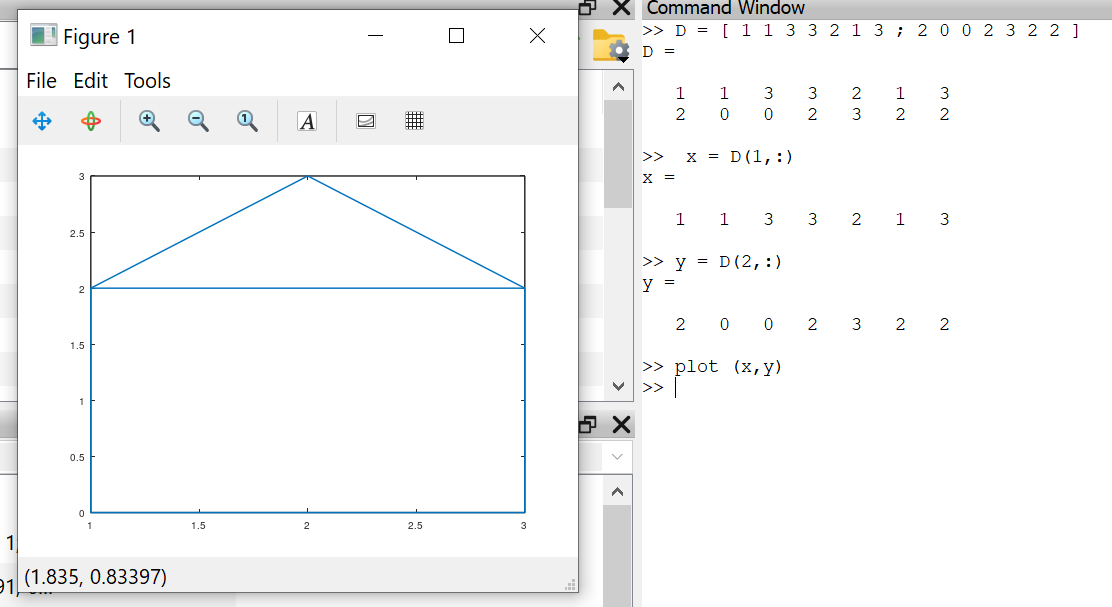 Figure 1
File Edit Tools
A
3
2.5
2
1.5
1
0.5
0
1 1.5 2 2.5 3
(1.835, 0.83397)
1,
91,
Command Window
>> D = [ 1 1 3 3 2 1 3 ; 2 0 0 2 3 2 2 ]
D =
1 1 3 3 2 1 3
2 0 0 2 3 2 2
>>  x = D(1,:)
x =
1 1 3 3 2 1 3
>> y = D(2,:)
y =
2 0 0 2 3 2 2
>> plot (x,y)
>>